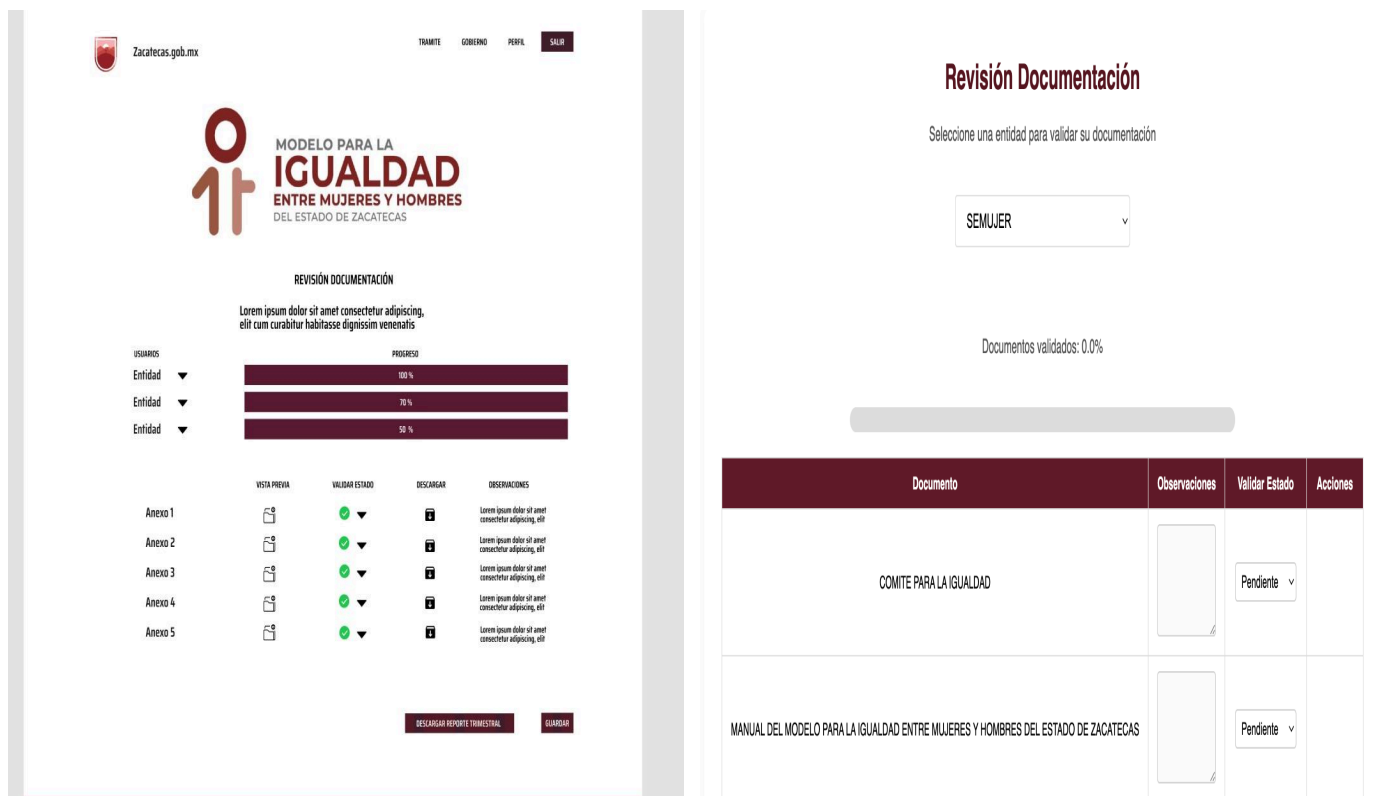 Zacatecas.gob.mx
TRAMITE GOBIERNO PERFIL SALIR
MODELO PARA LA
IGUALDAD
ENTRE MUJERES Y HOMBRES
DEL ESTADO DE ZACATECAS
REVISIÓN DOCUMENTACIÓN
Lorem ipsum dolor sit amet consectetur adipiscing,
elit cum curabitur habitasse dignissim venenatis
USUARIOS PROGRESO
Entidad 100 %
Entidad 70 %
Entidad 50 %
VISTA PREVIA VALIDAR ESTADO DESCARGAR OBSERVACIONES
Anexo 1 Lorem ipsum dolor sit amet
consectetur adipiscing, elit
Anexo 2 Lorem ipsum dolor sit amet
consectetur adipiscing, elit
Anexo 3 Lorem ipsum dolor sit amet
consectetur adipiscing, elit
Anexo 4 Lorem ipsum dolor sit amet
consectetur adipiscing, elit
Anexo 5 Lorem ipsum dolor sit amet
consectetur adipiscing, elit
DESCARGAR REPORTE TRIMESTRAL GUARDAR
Revisión Documentación
Seleccione una entidad para validar su documentación
SEMUJER
Documentos validados: 0.0%
Documento Observaciones Validar Estado Acciones
COMITE PARA LA IGUALDAD Pendiente
MANUAL DEL MODELO PARA LA IGUALDAD ENTRE MUJERES Y HOMBRES DEL ESTADO DE ZACATECAS Pendiente